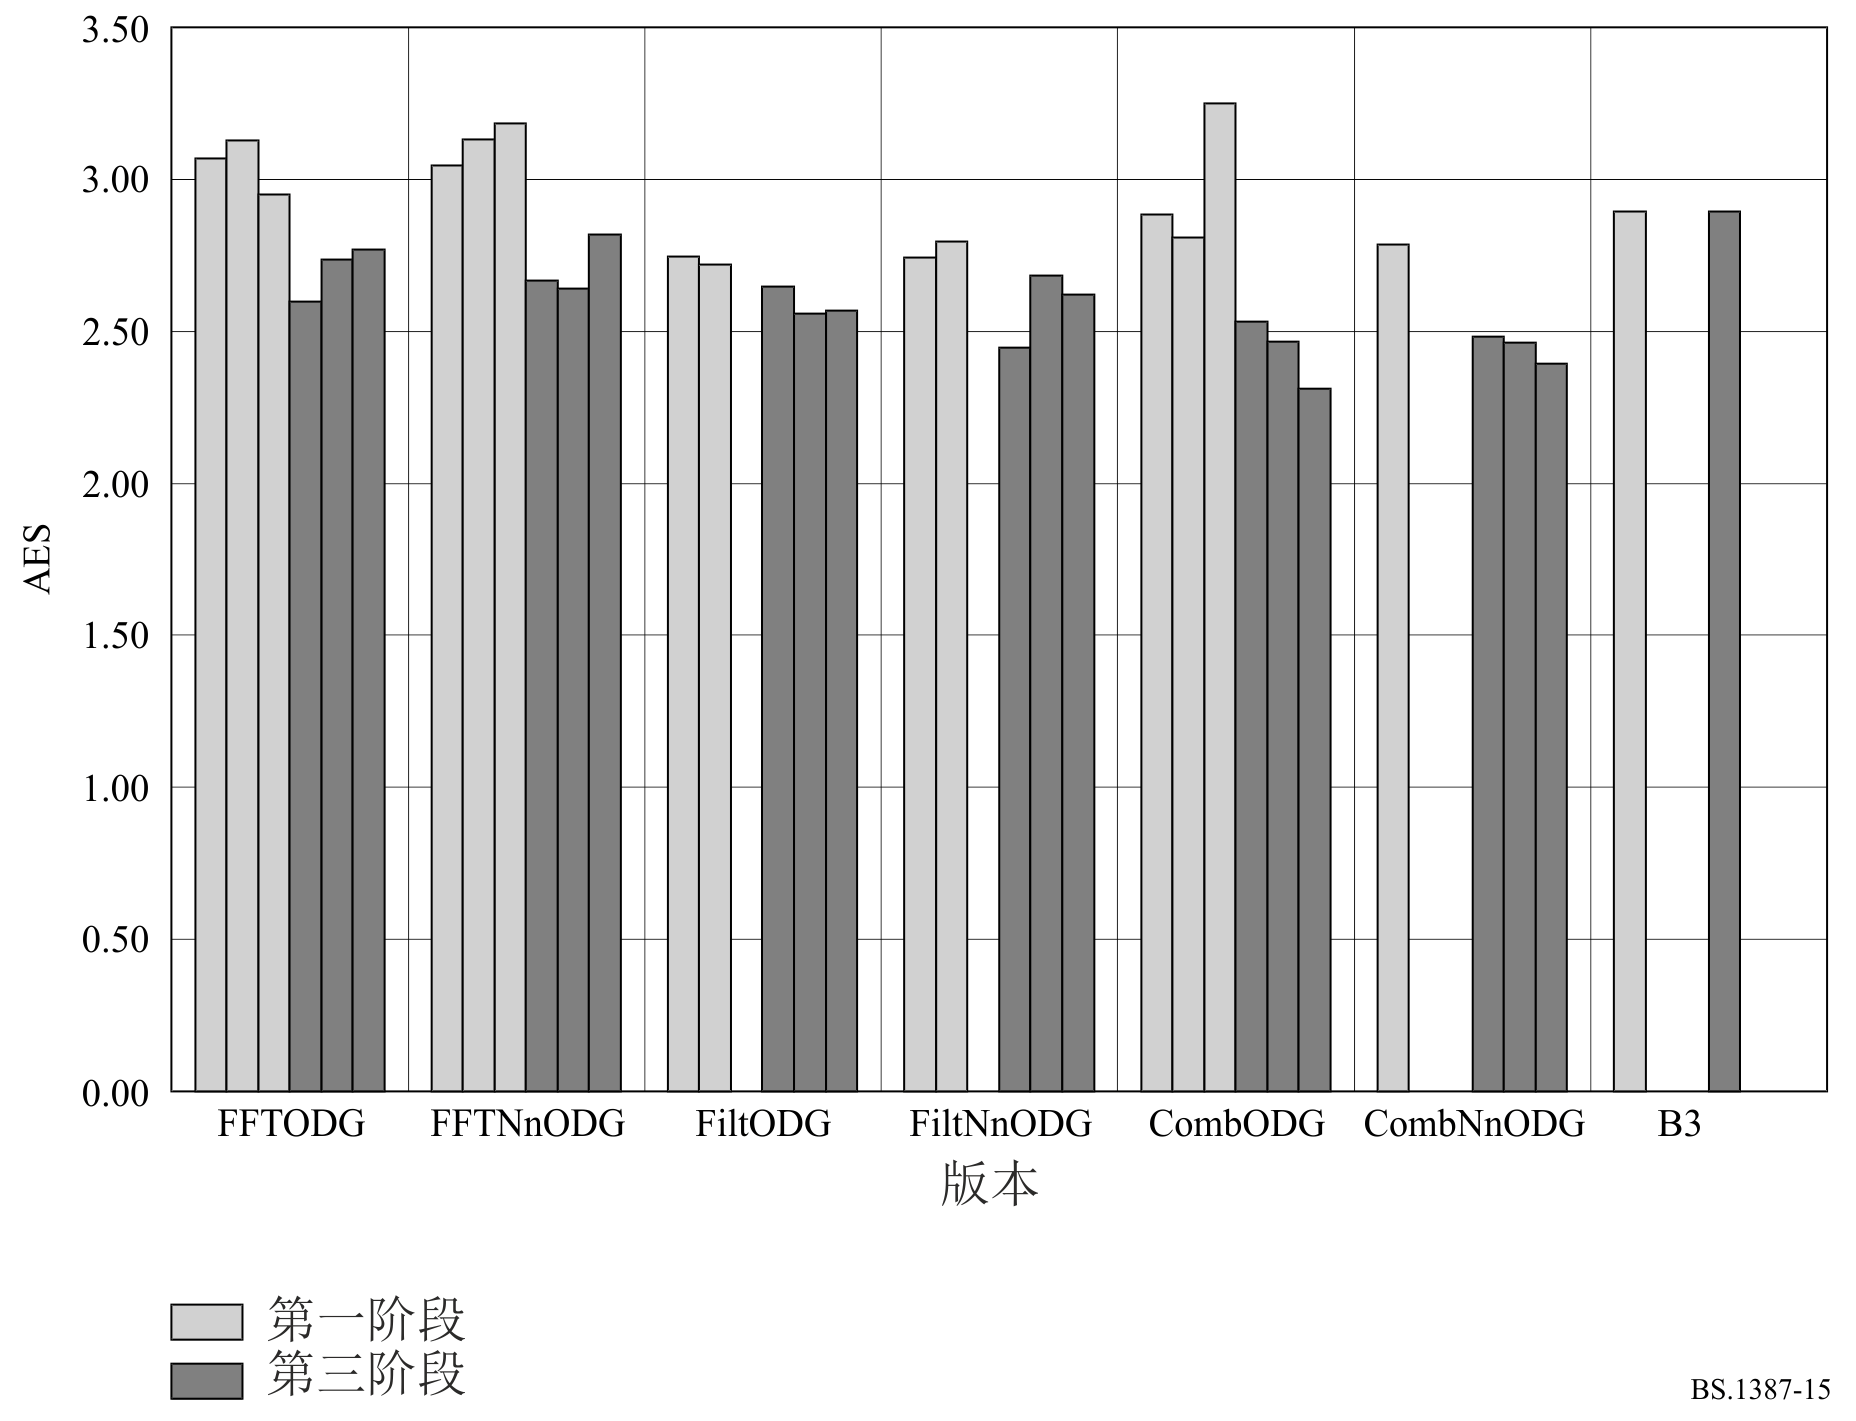 3.50
3.00
2.50
2.00
1.50
1.00
0.50
0.00
AES
FFTODG
FFTNnODG
FiltODG
FiltNnODG
CombODG
CombNnODG
B3
版本
第一阶段
第三阶段
BS.1387-15